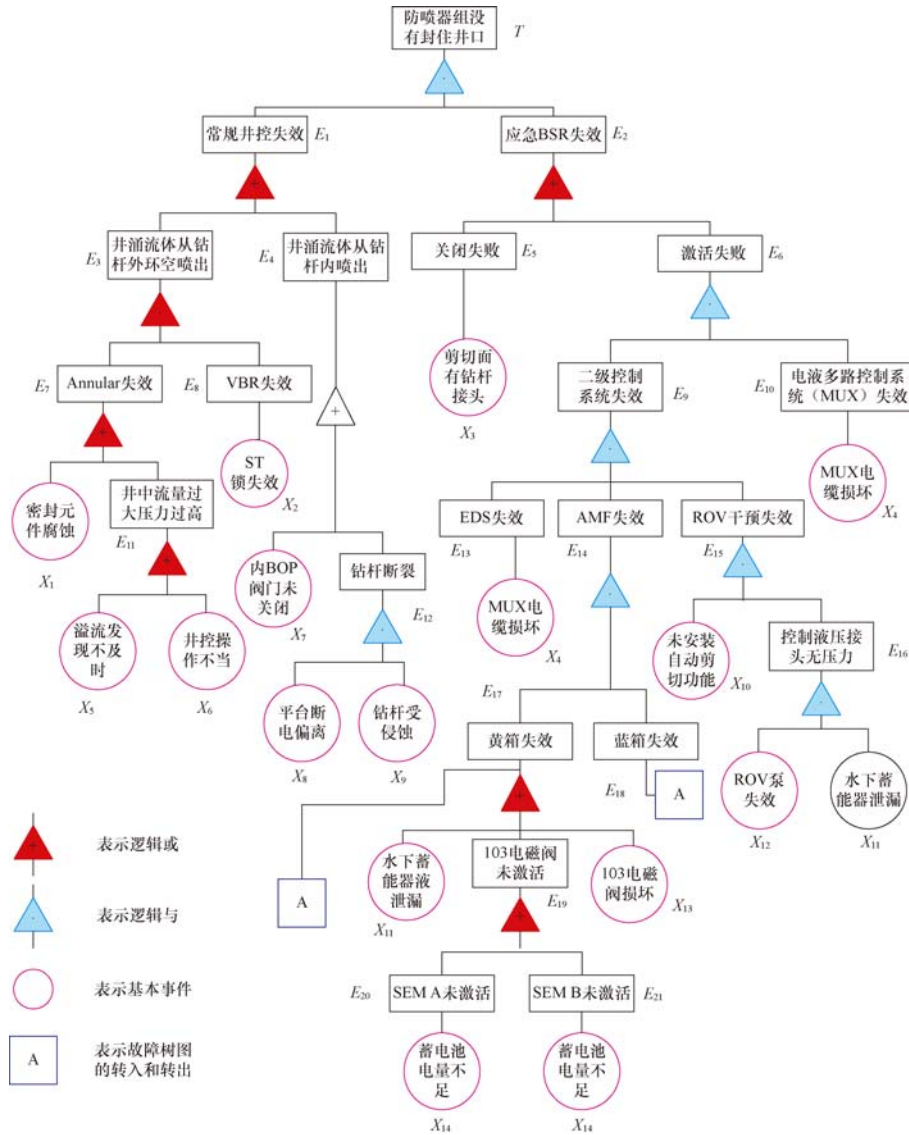 防喷器组没
有封住井口
T
常规井控失效
E₁
应急BSR失效
E₂
E₃
井涌流体从钻
杆外环空喷出
E₄
井涌流体从钻
杆内喷出
关闭失败
E₅
激活失败
E₆
E₇
Annular失效
E₈
VBR失效
剪切面
有钻杆
接头
X₃
二级控制
系统失效
E₉
E₁₀
电液多路控制系
统（MUX）失效
密封元
件腐蚀
X₁
井中流量过
大压力过高
E₁₁
ST
锁失效
X₂
MUX电
缆损坏
X₄
溢流发
现不及
时
X₅
井控操
作不当
X₆
内BOP
阀门未
关闭
X₇
钻杆断裂
E₁₂
平台断
电偏离
X₈
钻杆受
侵蚀
X₉
EDS失效
E₁₃
AMF失效
E₁₄
ROV干预失效
E₁₅
MUX电
缆损坏
X₄
未安装
自动剪
切功能
X₁₀
控制液压接
头无压力
E₁₆
E₁₇
黄箱失效
蓝箱失效
E₁₈
A
ROV泵
失效
X₁₂
水下蓄
能器泄漏
X₁₁
A
水下蓄
能器液
泄漏
X₁₁
103电磁阀
未激活
E₁₉
103电磁
阀损坏
X₁₃
E₂₀
SEM A未激活
SEM B未激活
E₂₁
蓄电池
电量不
足
X₁₄
蓄电池
电量不
足
X₁₄
表示逻辑或
表示逻辑与
表示基本事件
A
表示故障树图
的转入和转出